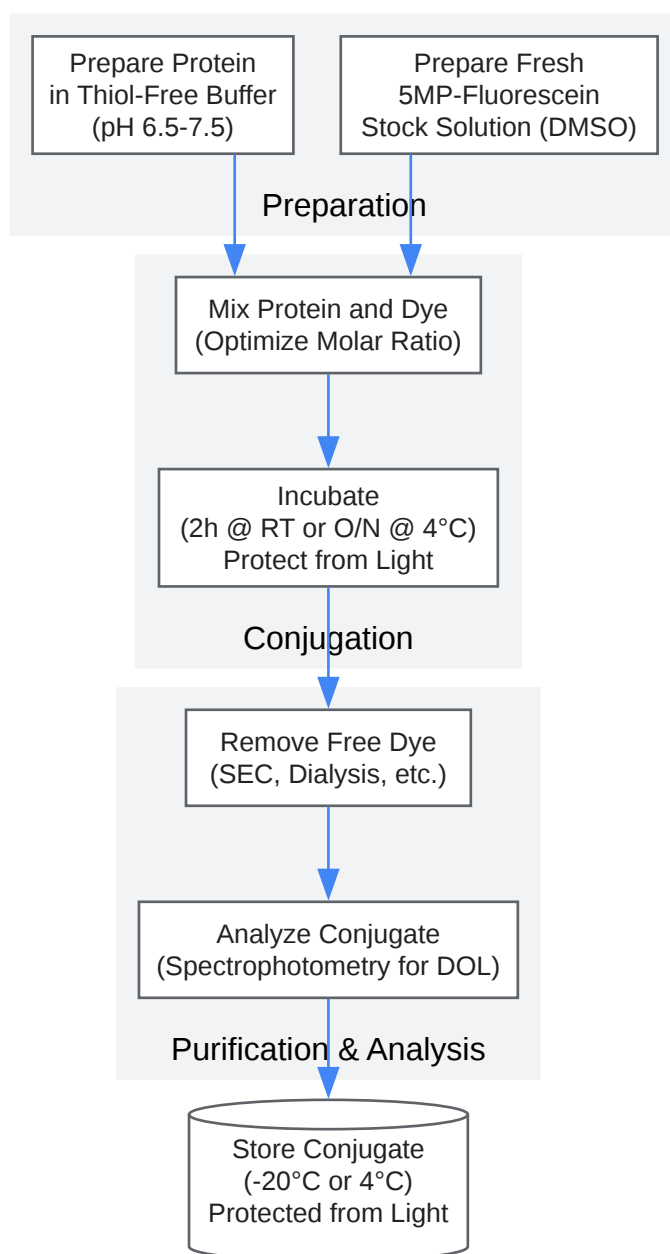 Prepare Protein
in Thiol-Free Buffer
(pH 6.5-7.5)
Prepare Fresh
5MP-Fluorescein
Stock Solution (DMSO)
Preparation
Mix Protein and Dye
(Optimize Molar Ratio)
Incubate
(2h @ RT or O/N @ 4°C)
Protect from Light
Conjugation
Remove Free Dye
(SEC, Dialysis, etc.)
Analyze Conjugate
(Spectrophotometry for DOL)
Purification & Analysis
Store Conjugate
(-20°C or 4°C)
Protected from Light